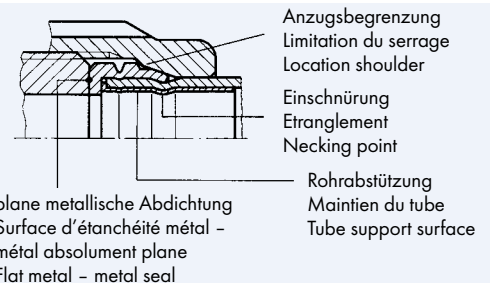 Anzugsbegrenzung
Limitation du serrage
Location shoulder
Einschnürung
Etranglement
Necking point
Rohrabstützung
Maintien du tube
Tube support surface
plane metallische Abdichtung
Surface d'étanchéité métal –
métal absolument plane
Flat metal – metal seal